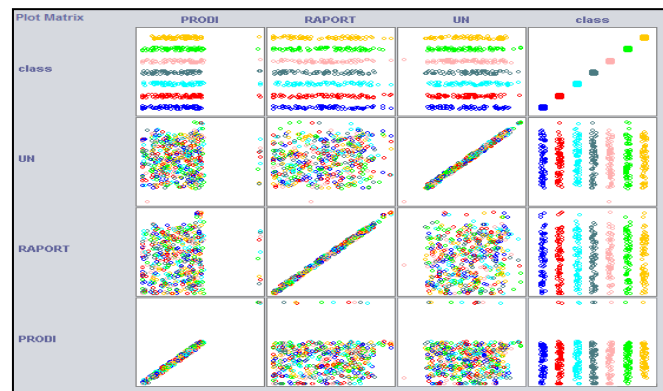 Plot Matrix PRODI RAPORT UN class
class
UN
RAPORT
PRODI